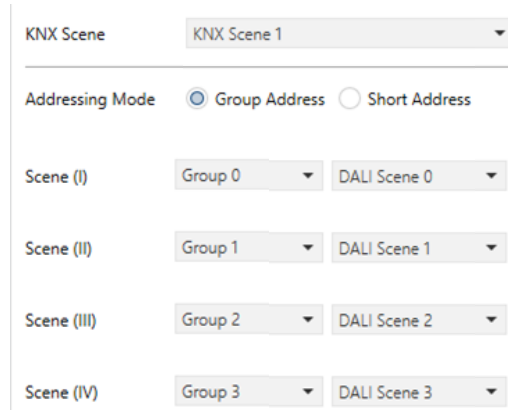 KNX Scene KNX Scene 1
Addressing Mode Group Address Short Address
Scene (I) Group 0 DALI Scene 0
Scene (II) Group 1 DALI Scene 1
Scene (III) Group 2 DALI Scene 2
Scene (IV) Group 3 DALI Scene 3